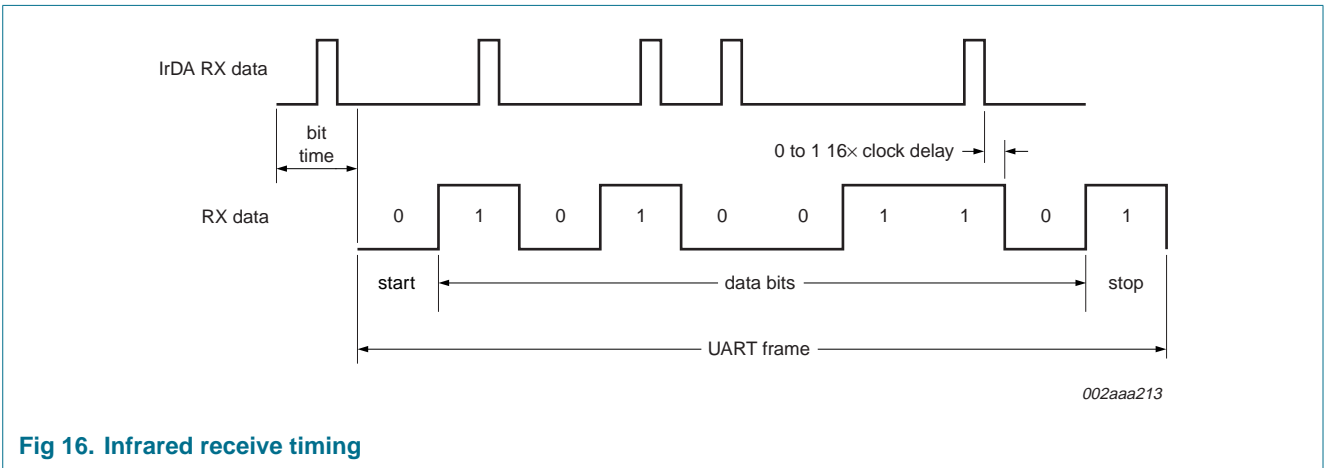 IrDA RX data
bit
time
0 to 1 16× clock delay
RX data
0 1 0 1 0 0 1 1 0 1
start data bits stop
UART frame
002aaa213
Fig 16. Infrared receive timing